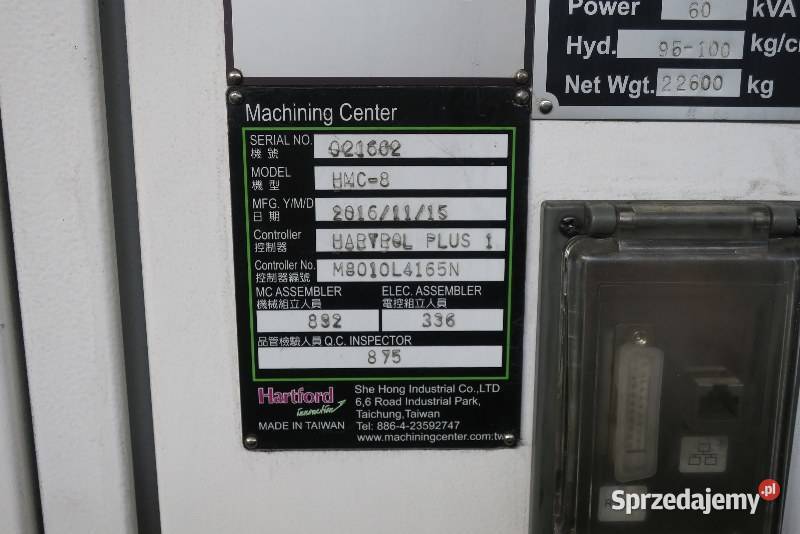 Power 60 kVA
Hyd. 95-100 kg/c
Net Wgt. 22600 kg
Machining Center
SERIAL NO. 021602
機 號
MODEL HMC-8
機 型
MFG. Y/M/D 2016/11/15
日 期
Controller HARTROL PLUS 1
控制器
Controller No. M8010L4165N
控制器編號
MC ASSEMBLER ELEC. ASSEMBLER
機械組立人員 電控組立人員
892 336
品管檢驗人員 Q.C. INSPECTOR
875
Hartford
innovation
MADE IN TAIWAN
She Hong Industrial Co.,LTD
6,6 Road Industrial Park,
Taichung,Taiwan
Tel: 886-4-23592747
www.machiningcenter.com.tw
Sprzedajemy.pl